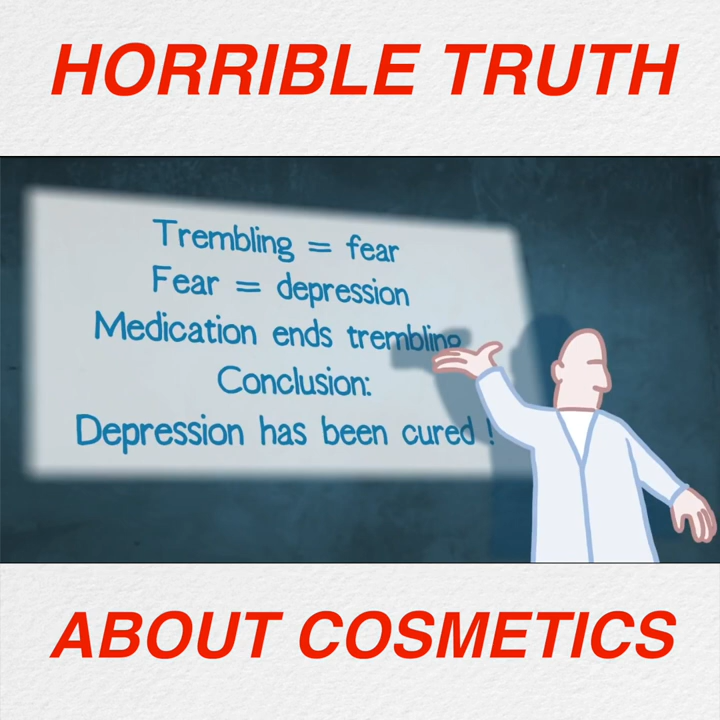 HORRIBLE TRUTH
Trembling = fear
Fear = depression
Medication ends trembling
Conclusion:
Depression has been cured !
ABOUT COSMETICS